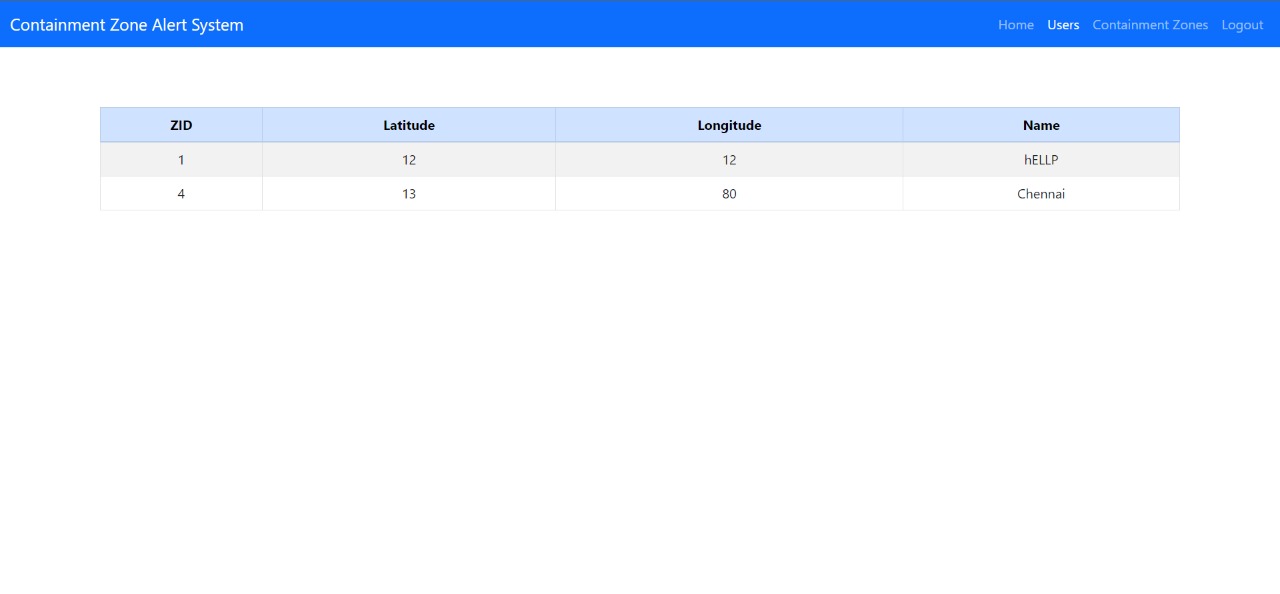 Containment Zone Alert System Home Users Containment Zones Logout
ZID Latitude Longitude Name
1 12 12 hELLP
4 13 80 Chennai